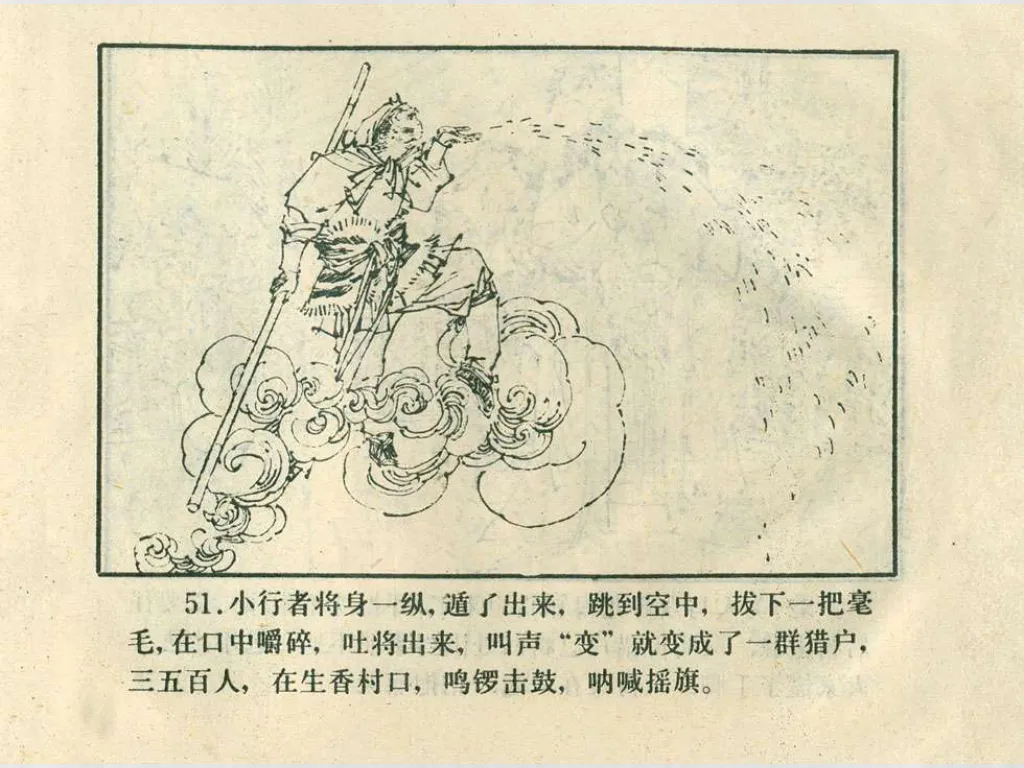 51.小行者将身一纵,遁了出来，跳到空中，拔下一把毫
毛,在口中嚼碎，吐将出来，叫声“变”就变成了一群猎户，
三五百人，在生香村口，鸣锣击鼓，呐喊摇旗。